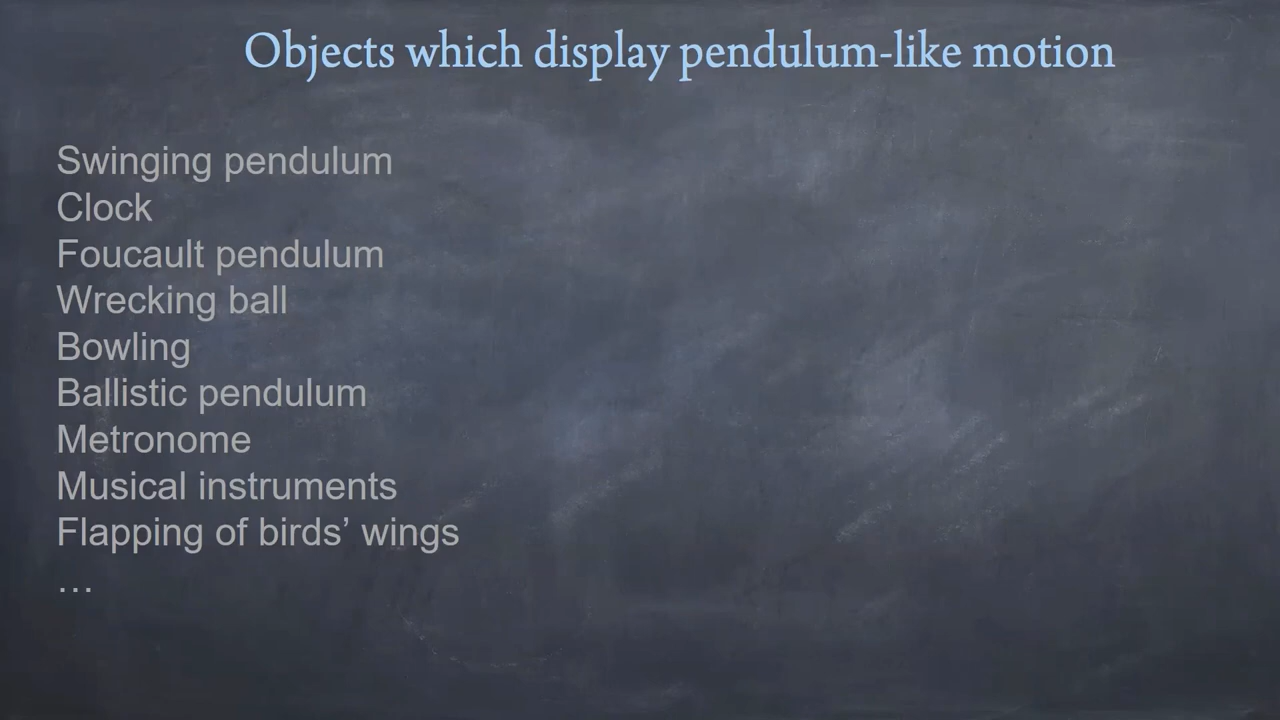 Objects which display pendulum-like motion
Swinging pendulum
Clock
Foucault pendulum
Wrecking ball
Bowling
Ballistic pendulum
Metronome
Musical instruments
Flapping of birds’ wings
…